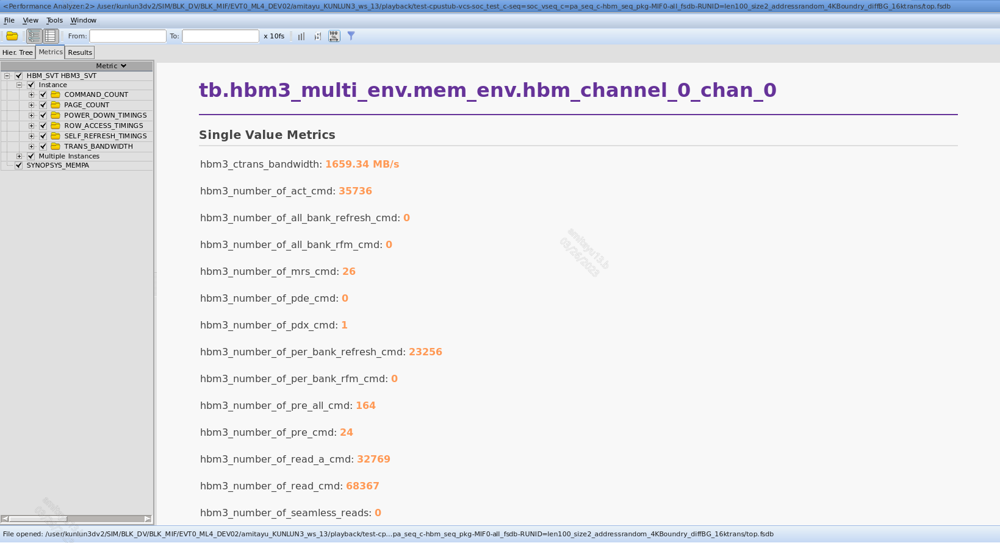 <Performance Analyzer:2> /user/kunlun3dv2/SIM/BLK_DV/BLK_MIF/EVT0_ML4_DEV02/amitayu_KUNLUN3_ws_13/playback/test-cpustub-vcs-soc_test_c-seq=soc_vseq_c=pa_seq_c-hbm_seq_pkg-MIF0-all_fsdb-RUNID=len100_size2_addressrandom_4KBoundry_diffBG_16ktrans/top.fsdb
File View Tools Window
From: To: x 10fs
Hier. Tree Metrics Results
Metric
HBM_SVT HBM3_SVT
Instance
COMMAND_COUNT
PAGE_COUNT
POWER_DOWN_TIMINGS
ROW_ACCESS_TIMINGS
SELF_REFRESH_TIMINGS
TRANS_BANDWIDTH
Multiple Instances
SYNOPSYS_MEMPA
tb.hbm3_multi_env.mem_env.hbm_channel_0_chan_0
Single Value Metrics
hbm3_ctrans_bandwidth: 1659.34 MB/s
hbm3_number_of_act_cmd: 35736
hbm3_number_of_all_bank_refresh_cmd: 0
hbm3_number_of_all_bank_rfm_cmd: 0
hbm3_number_of_mrs_cmd: 26
hbm3_number_of_pde_cmd: 0
hbm3_number_of_pdx_cmd: 1
hbm3_number_of_per_bank_refresh_cmd: 23256
hbm3_number_of_per_bank_rfm_cmd: 0
hbm3_number_of_pre_all_cmd: 164
hbm3_number_of_pre_cmd: 24
hbm3_number_of_read_a_cmd: 32769
hbm3_number_of_read_cmd: 68367
hbm3_number_of_seamless_reads: 0
amitayu13.b
03/26/2023
File opened: /user/kunlun3dv2/SIM/BLK_DV/BLK_MIF/EVT0_ML4_DEV02/amitayu_KUNLUN3_ws_13/playback/test-cp...pa_seq_c-hbm_seq_pkg-MIF0-all_fsdb-RUNID=len100_size2_addressrandom_4KBoundry_diffBG_16ktrans/top.fsdb